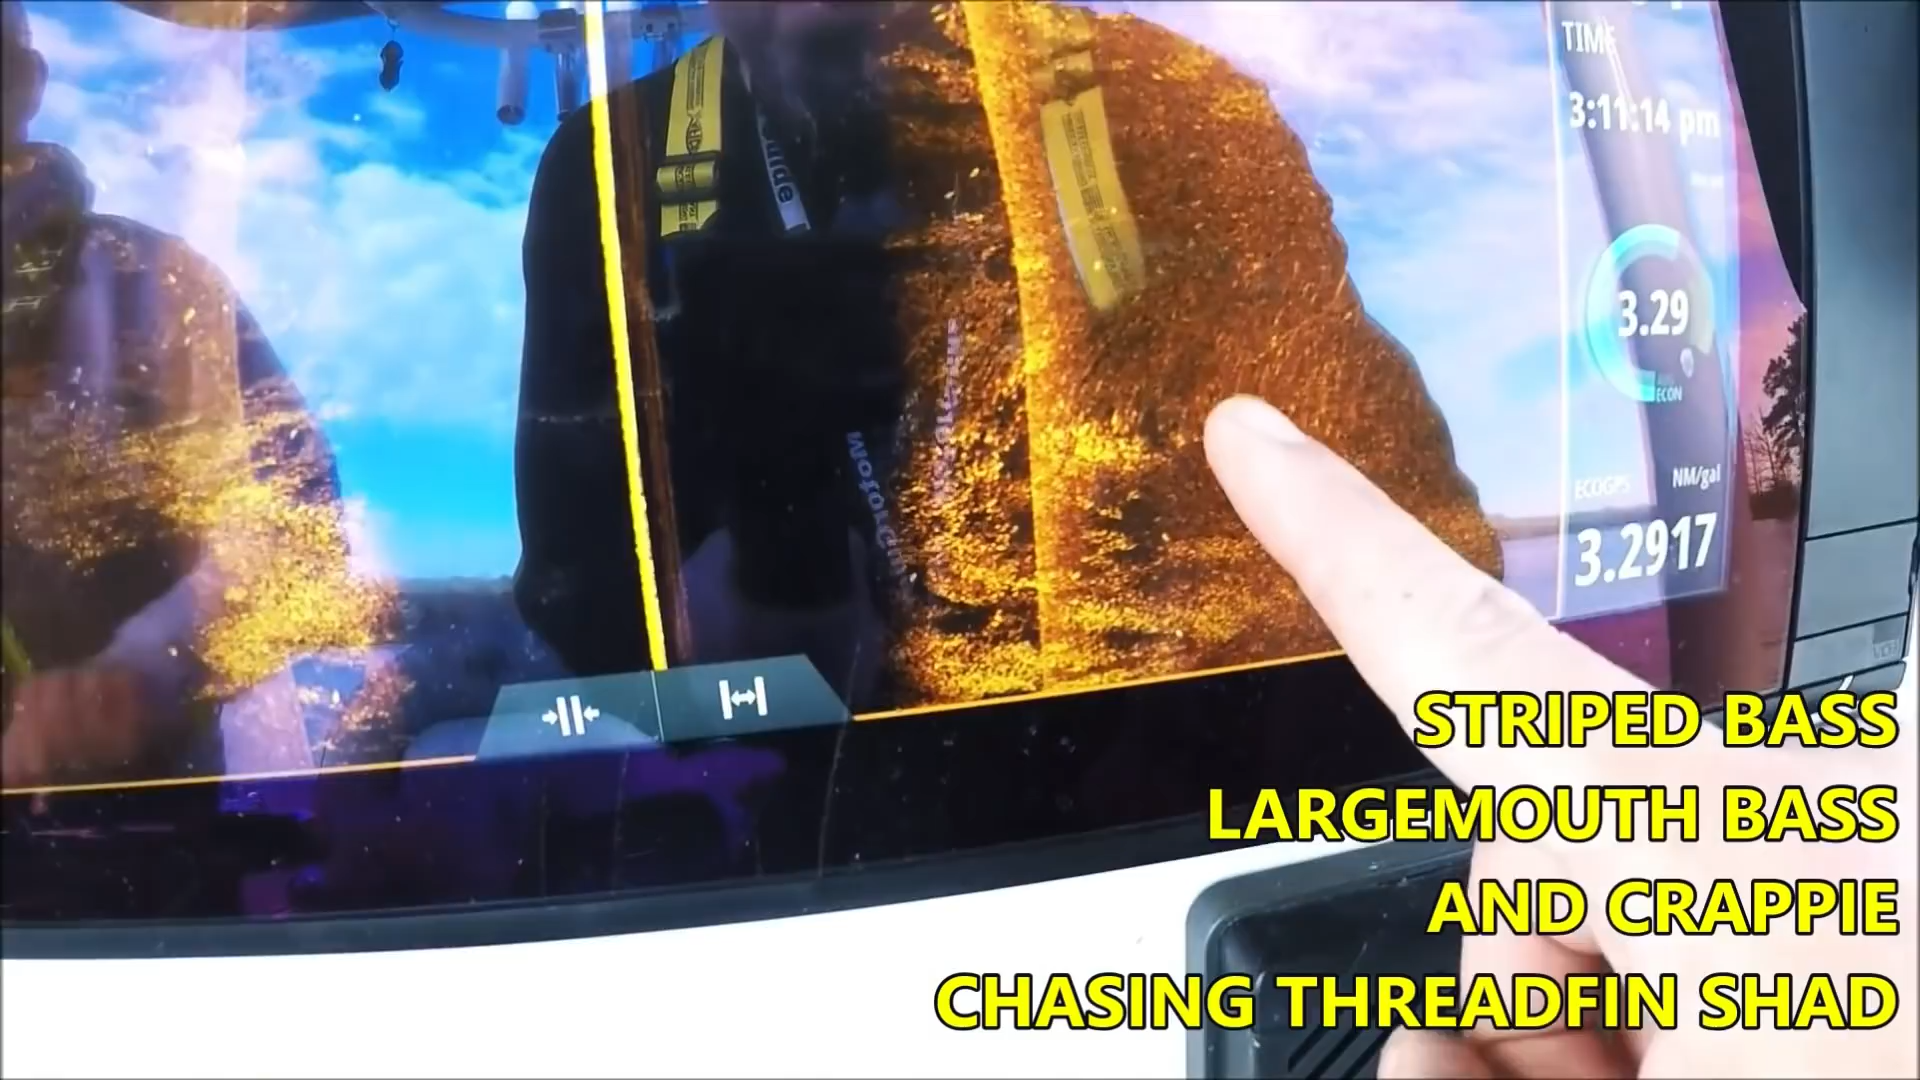 TIME
3:11:14 pm
3.29
ECON
ECOGPS NM/gal
3.2917
STRIPED BASS
LARGEMOUTH BASS
AND CRAPPIE
CHASING THREADFIN SHAD